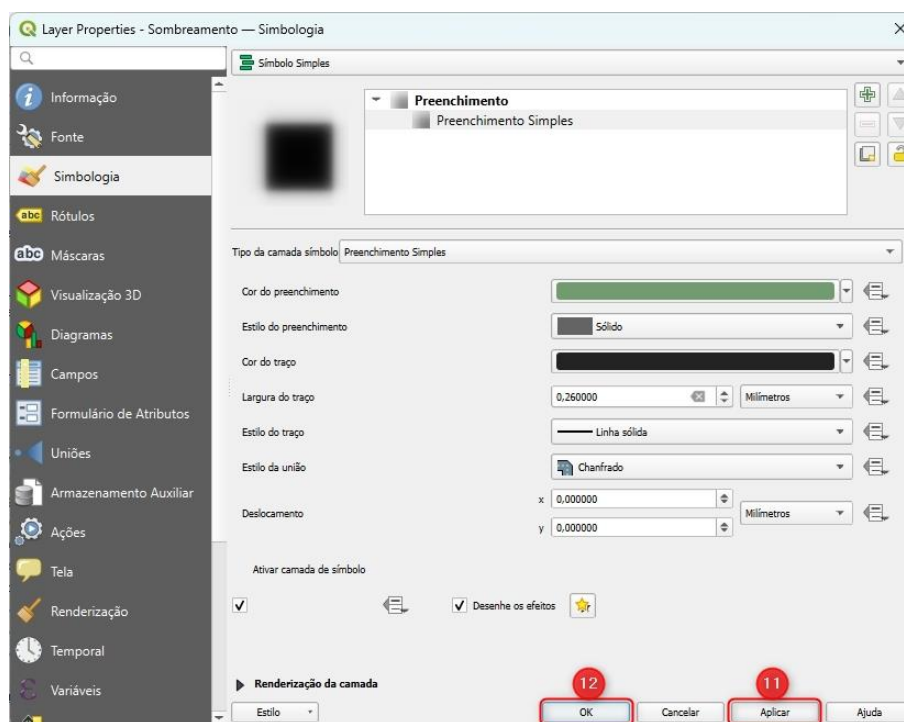 Layer Properties - Sombreamento — Simbologia
Símbolo Simples
Informação
Fonte
Simbologia
abc Rótulos
abc Máscaras
Visualização 3D
Diagramas
Campos
Formulário de Atributos
Uniões
Armazenamento Auxiliar
Ações
Tela
Renderização
Temporal
Variáveis
Preenchimento
Preenchimento Simples
Tipo da camada símbolo Preenchimento Simples
Cor do preenchimento
Estilo do preenchimento Sólido
Cor do traço
Largura do traço 0,260000 Milímetros
Estilo do traço Linha sólida
Estilo da união Chanfrado
Deslocamento x 0,000000 Milímetros
y 0,000000
Ativar camada de símbolo
Desenhe os efeitos
Renderização da camada
12 11
Estilo OK Cancelar Aplicar Ajuda